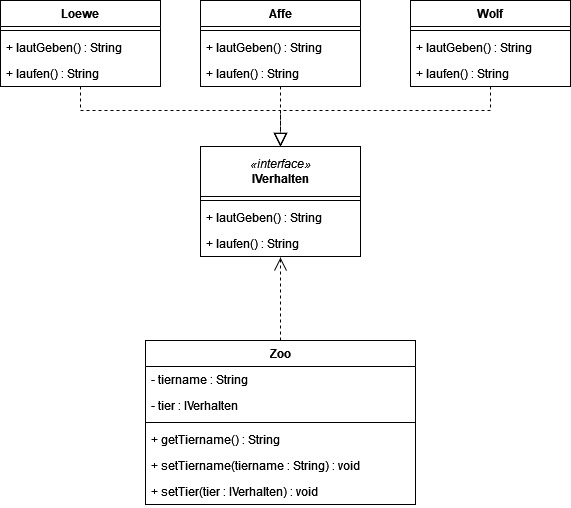 Loewe
+ lautGeben() : String
+ laufen() : String
Affe
+ lautGeben() : String
+ laufen() : String
Wolf
+ lautGeben() : String
+ laufen() : String
«interface»
IVerhalten
+ lautGeben() : String
+ laufen() : String
Zoo
- tiername : String
- tier : IVerhalten
+ getTiername() : String
+ setTiername(tiername : String) : void
+ setTier(tier : IVerhalten) : void